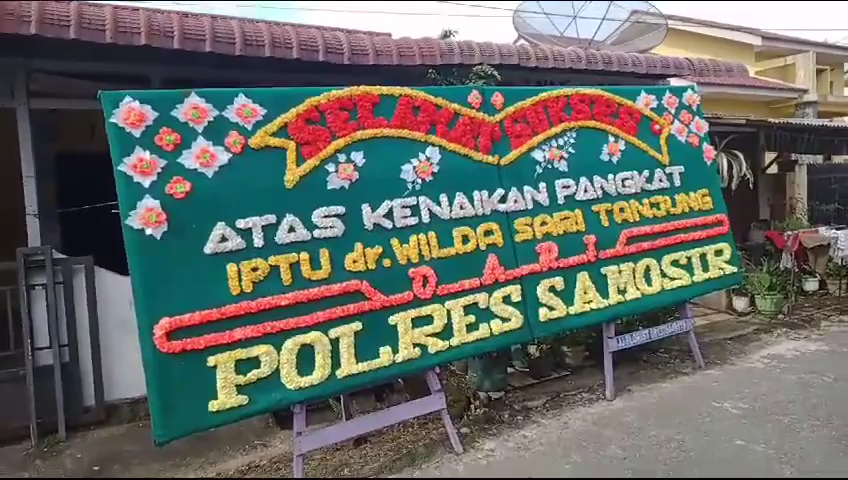 SELAMAT SUKSES
ATAS KENAIKAN PANGKAT
IPTU dr. WILDA SARI TANJUNG
DARI
POLRES SAMOSIR